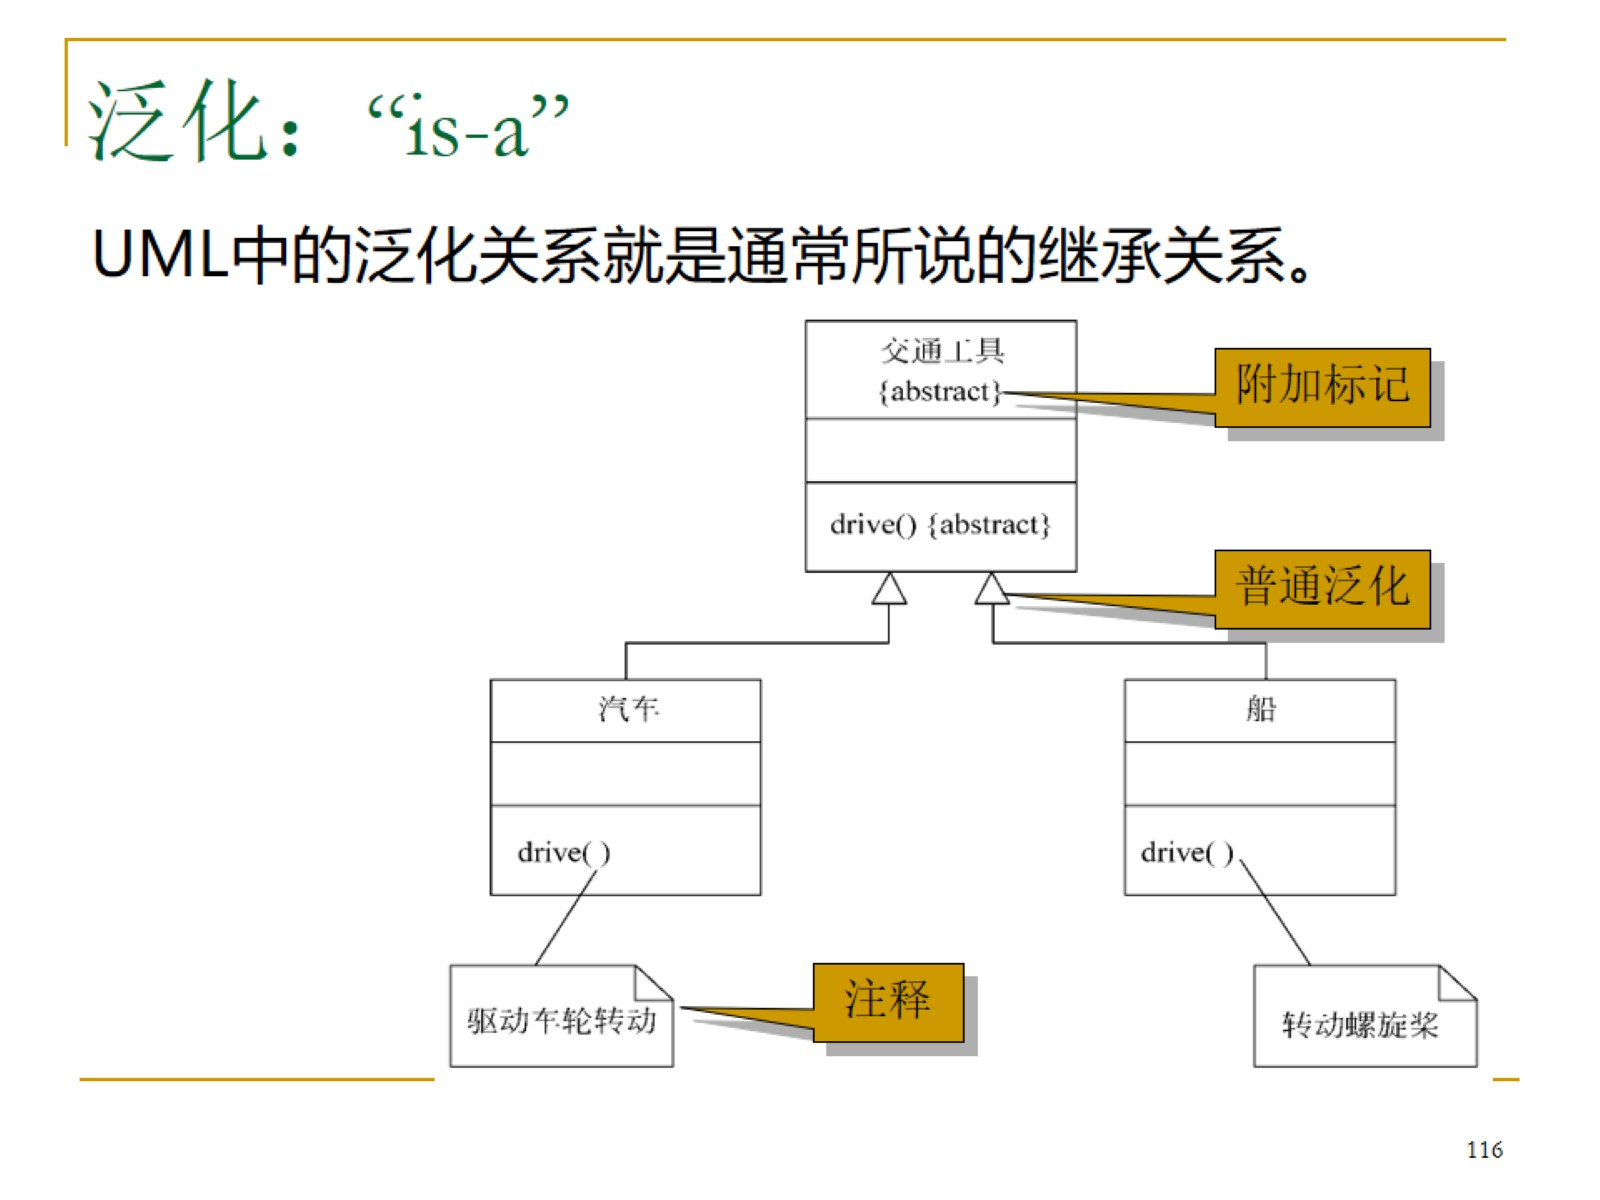 泛化：“is-a”
UML中的泛化关系就是通常所说的继承关系。
交通工具
{abstract}
附加标记
drive() {abstract}
普通泛化
汽车
船
drive( )
drive( )
驱动车轮转动
注释
转动螺旋桨
116